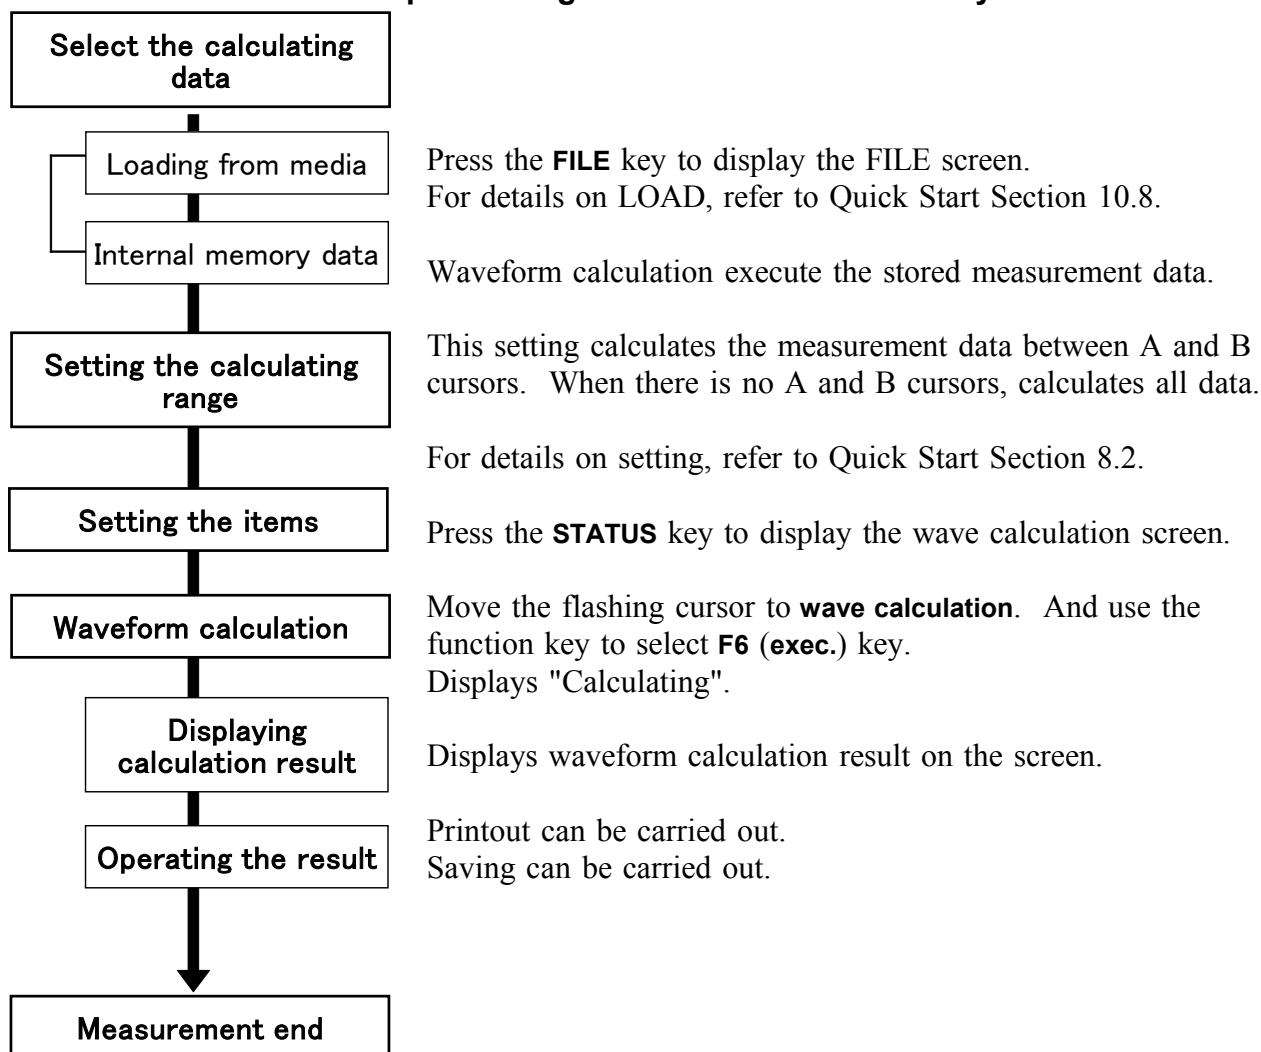 Select the calculating
data
Loading from media
Press the FILE key to display the FILE screen.
For details on LOAD, refer to Quick Start Section 10.8.
Internal memory data
Waveform calculation execute the stored measurement data.
Setting the calculating
range
This setting calculates the measurement data between A and B
cursors. When there is no A and B cursors, calculates all data.
For details on setting, refer to Quick Start Section 8.2.
Setting the items
Press the STATUS key to display the wave calculation screen.
Waveform calculation
Move the flashing cursor to wave calculation. And use the
function key to select F6 (exec.) key.
Displays "Calculating".
Displaying
calculation result
Displays waveform calculation result on the screen.
Operating the result
Printout can be carried out.
Saving can be carried out.
Measurement end